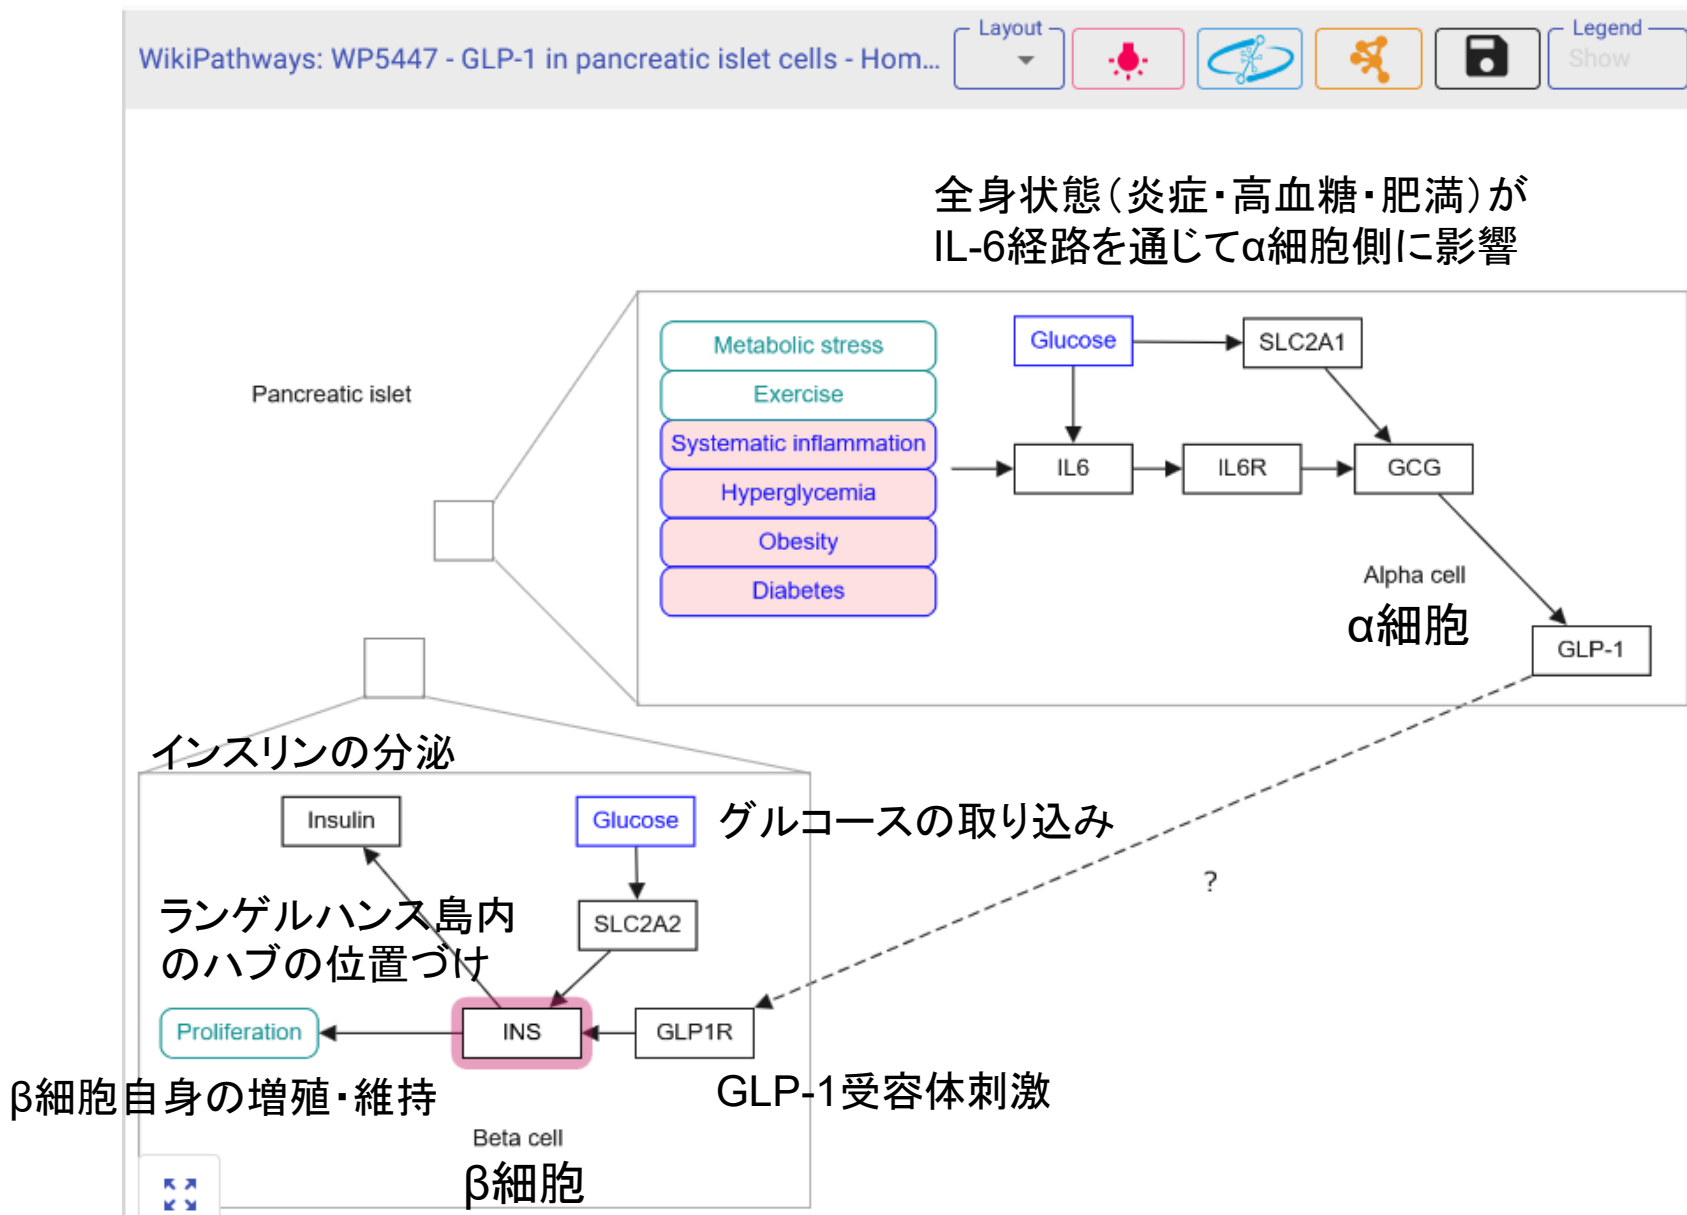 WikiPathways: WP5447 - GLP-1 in pancreatic islet cells - Hom...
Layout
Legend
Show
全身状態（炎症・高血糖・肥満）が
IL-6経路を通じてα細胞側に影響
Pancreatic islet
Metabolic stress
Exercise
Systematic inflammation
Hyperglycemia
Obesity
Diabetes
Glucose
SLC2A1
IL6
IL6R
GCG
Alpha cell
α細胞
GLP-1
インスリンの分泌
Insulin
Glucose
グルコースの取り込み
?
ランゲルハンス島内
のハブの位置づけ
SLC2A2
Proliferation
INS
GLP1R
β細胞自身の増殖・維持
GLP-1受容体刺激
Beta cell
β細胞